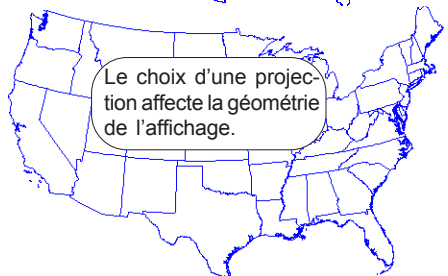 Le choix d'une projec-
tion affecte la géométrie
de l'affichage.